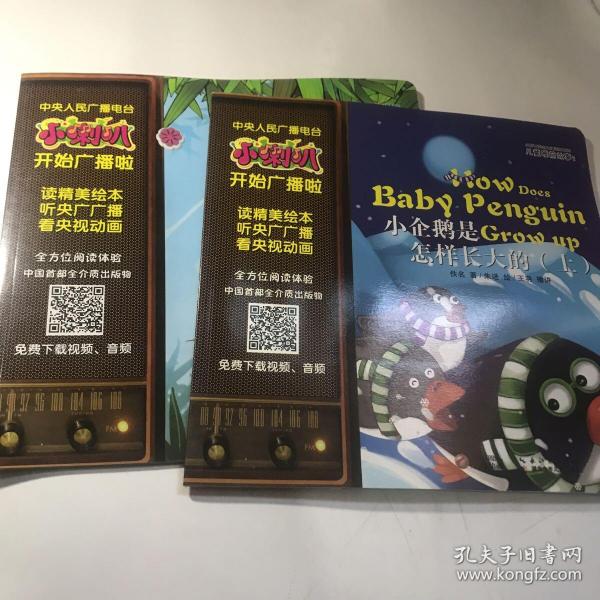 中央人民广播电台
小喇叭
开始广播啦
读精美绘本
听央广广播
看央视动画
全方位阅读体验
中国首部全介质出版物
免费下载视频、音频
中央人民广播电台
小喇叭
开始广播啦
读精美绘本
听央广广播
看央视动画
全方位阅读体验
中国首部全介质出版物
免费下载视频、音频
How Does
Baby Penguin
小企鹅是Grow up
怎样长大的(上)
孔夫子旧书网
www.kongfz.com